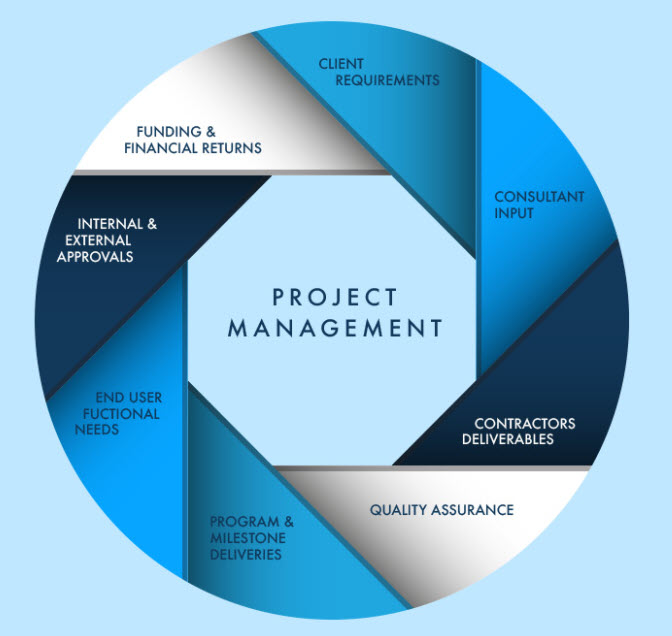 CLIENT
REQUIREMENTS
CONSULTANT
INPUT
CONTRACTORS
DELIVERABLES
QUALITY ASSURANCE
PROGRAM &
MILESTONE
DELIVERIES
END USER
FUCTIONAL
NEEDS
INTERNAL &
EXTERNAL
APPROVALS
FUNDING &
FINANCIAL RETURNS
PROJECT
MANAGEMENT